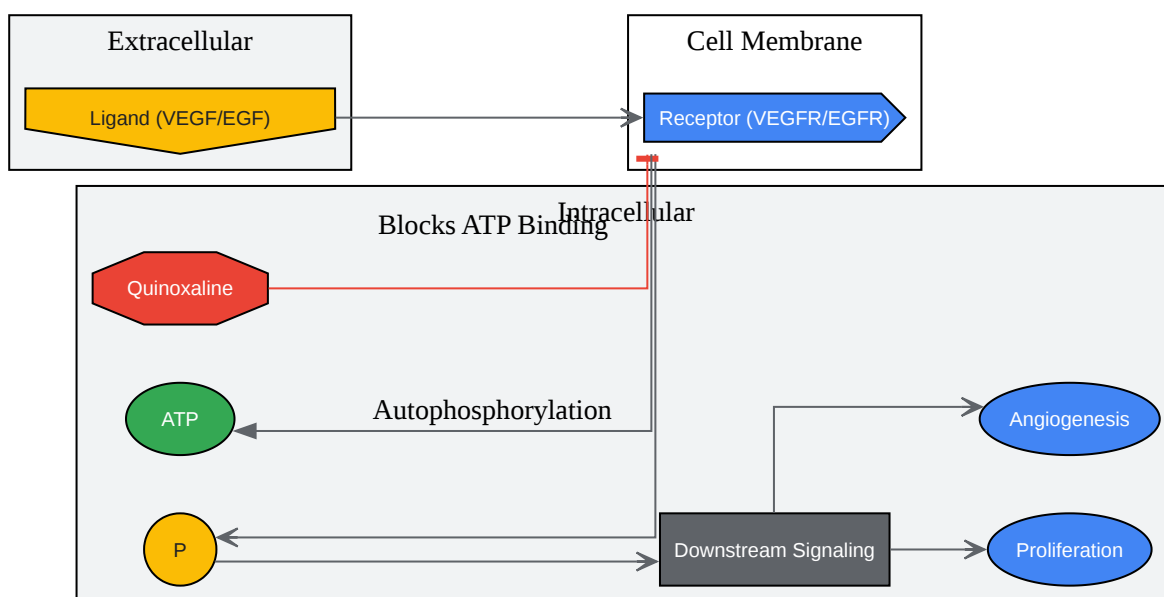 Extracellular
Cell Membrane
Ligand (VEGF/EGF)
Receptor (VEGFR/EGFR)
Intracellular
Blocks ATP Binding
Quinoxaline
ATP
Autophosphorylation
Angiogenesis
P
Downstream Signaling
Proliferation